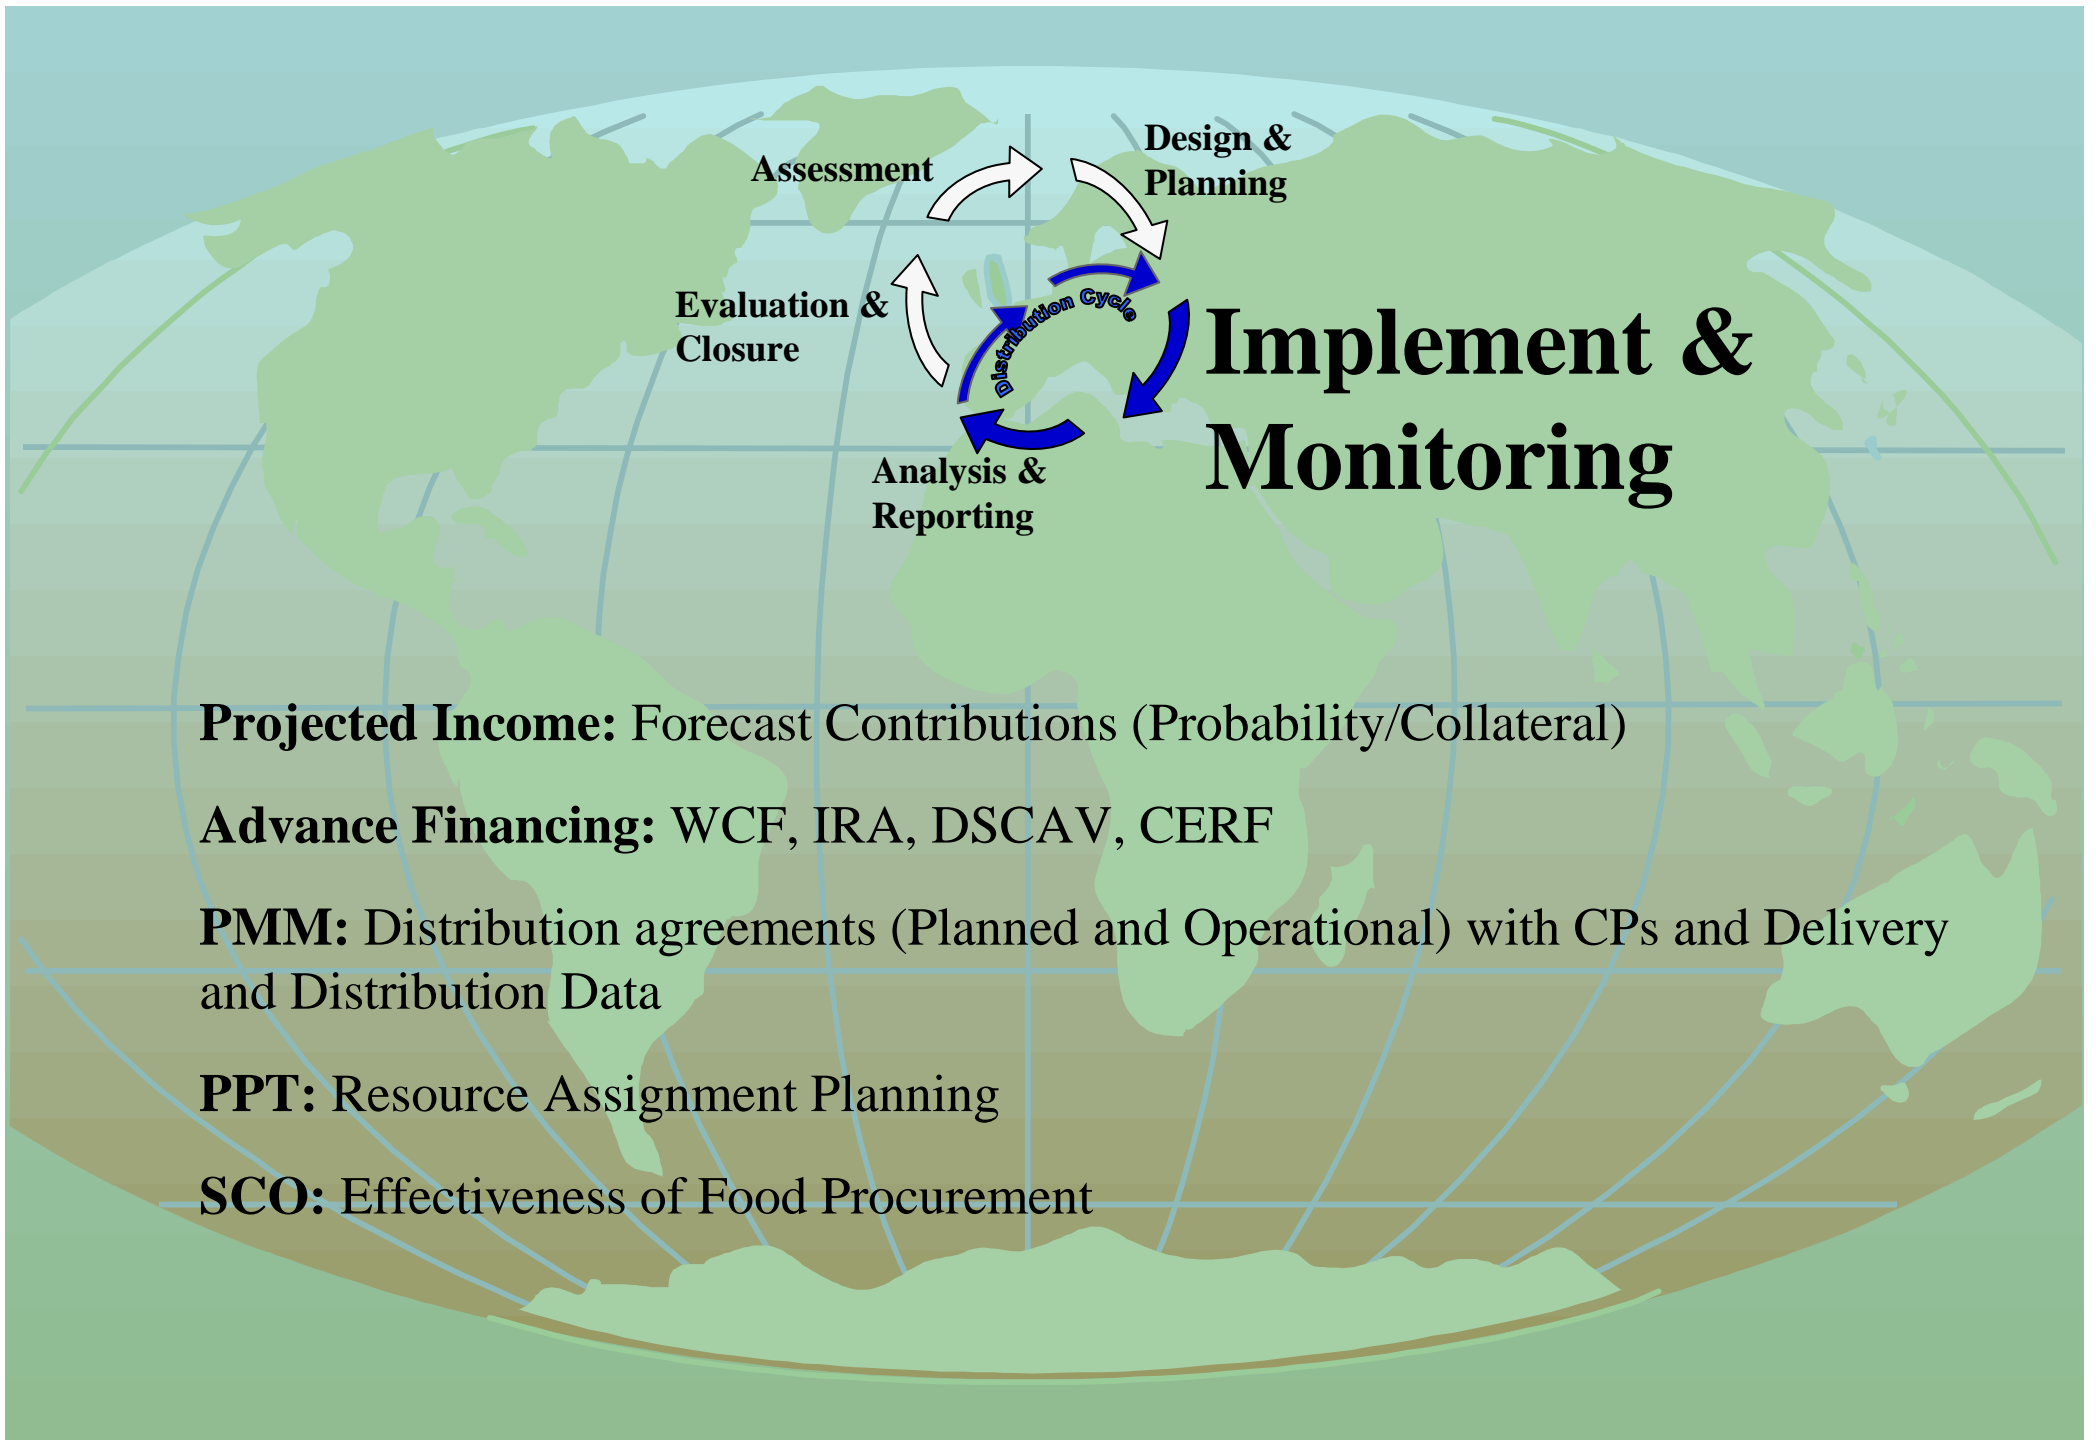 Assessment
Design &
Planning
Evaluation &
Closure
Distribution Cycle
Implement &
Monitoring
Analysis &
Reporting
Projected Income: Forecast Contributions (Probability/Collateral)
Advance Financing: WCF, IRA, DSCAV, CERF
PMM: Distribution agreements (Planned and Operational) with CPs and Delivery
and Distribution Data
PPT: Resource Assignment Planning
SCO: Effectiveness of Food Procurement